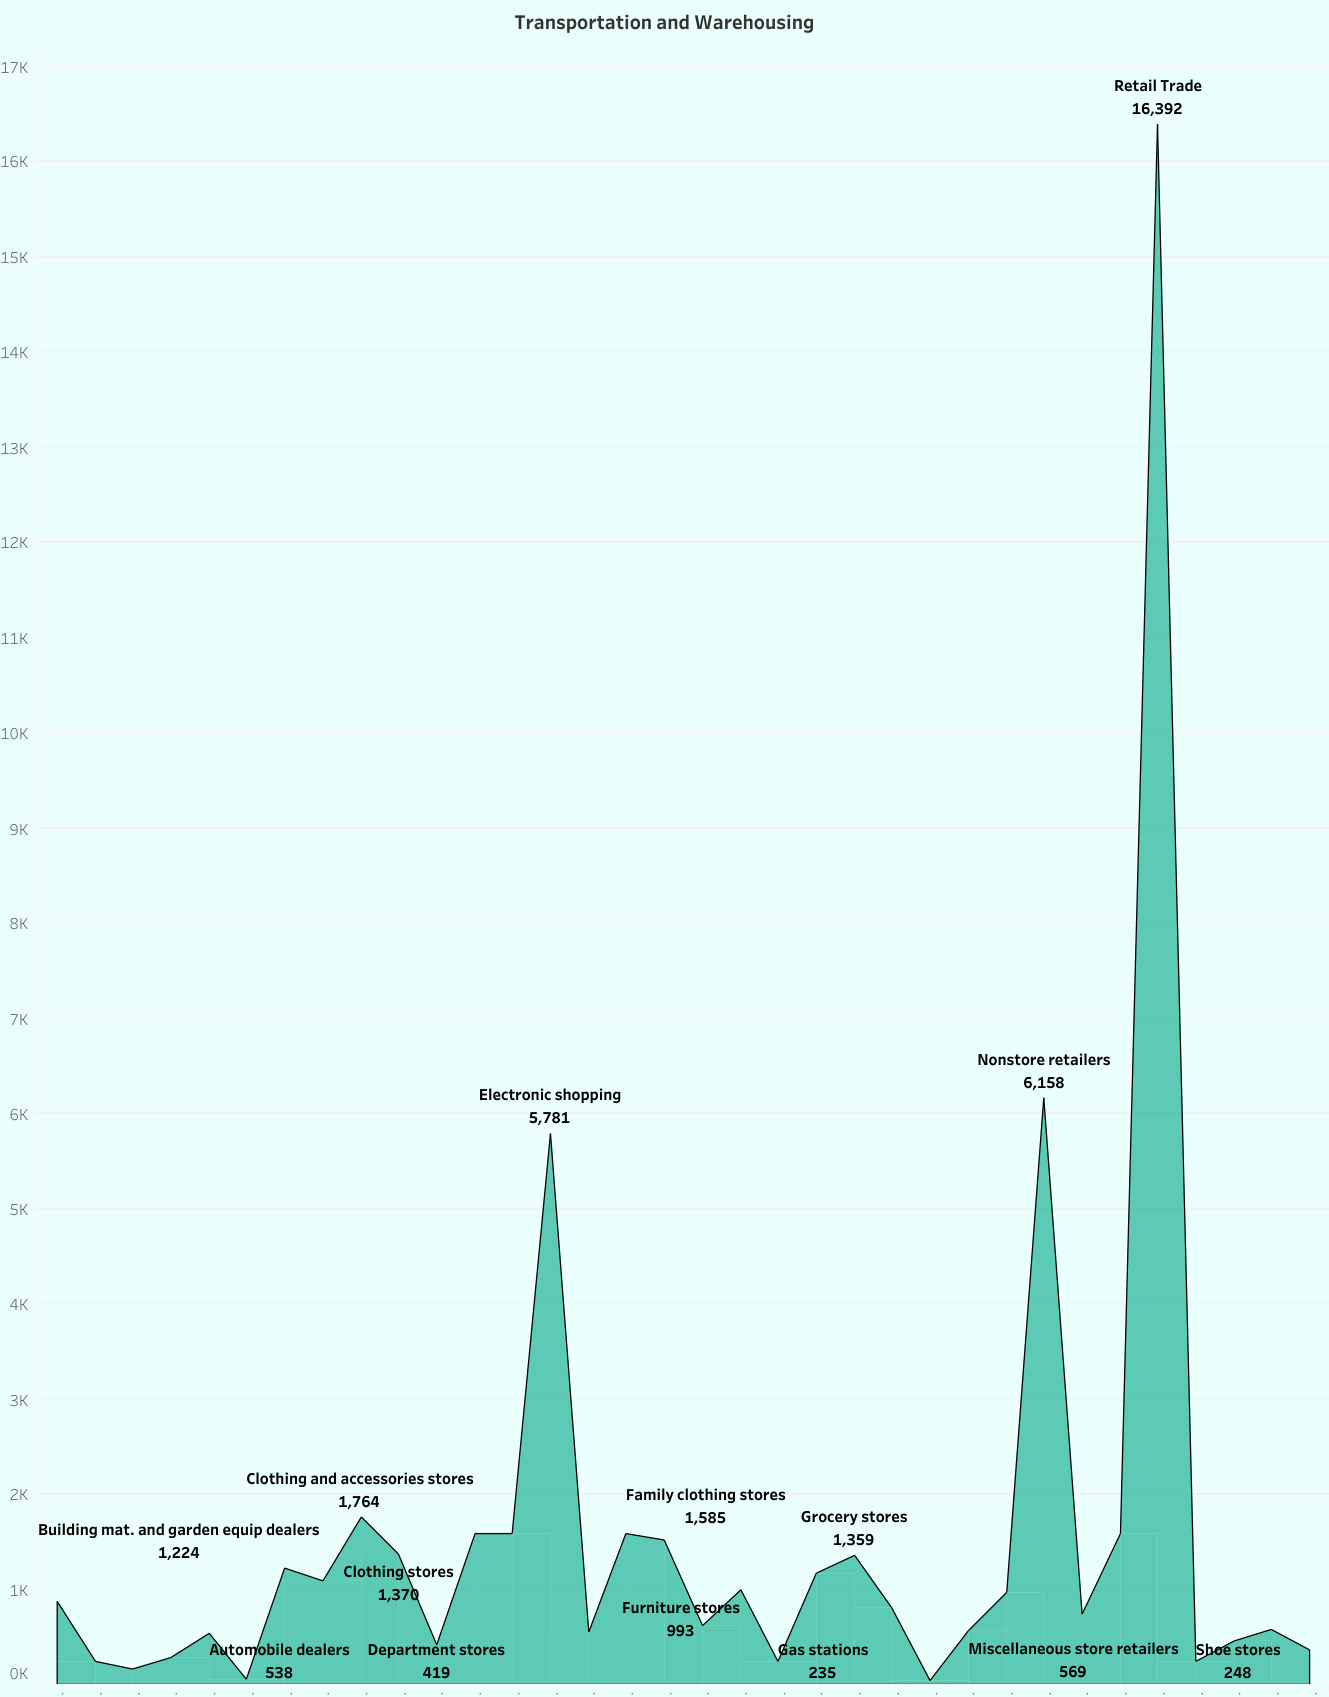 Transportation and Warehousing
17K
Retail Trade
16,392
16K
15K
14K
13K
12K
11K
10K
9K
8K
7K
Nonstore retailers
6,158
Electronic shopping
5,781
6K
5K
4K
3K
2K
Clothing and accessories stores
1,764
Family clothing stores
1,585
Grocery stores
1,359
Building mat. and garden equip dealers
1,224
Clothing stores
1,370
1K
Furniture stores
993
Automobile dealers
538
Department stores
419
Gas stations
235
Miscellaneous store retailers
569
Shoe stores
248
0K